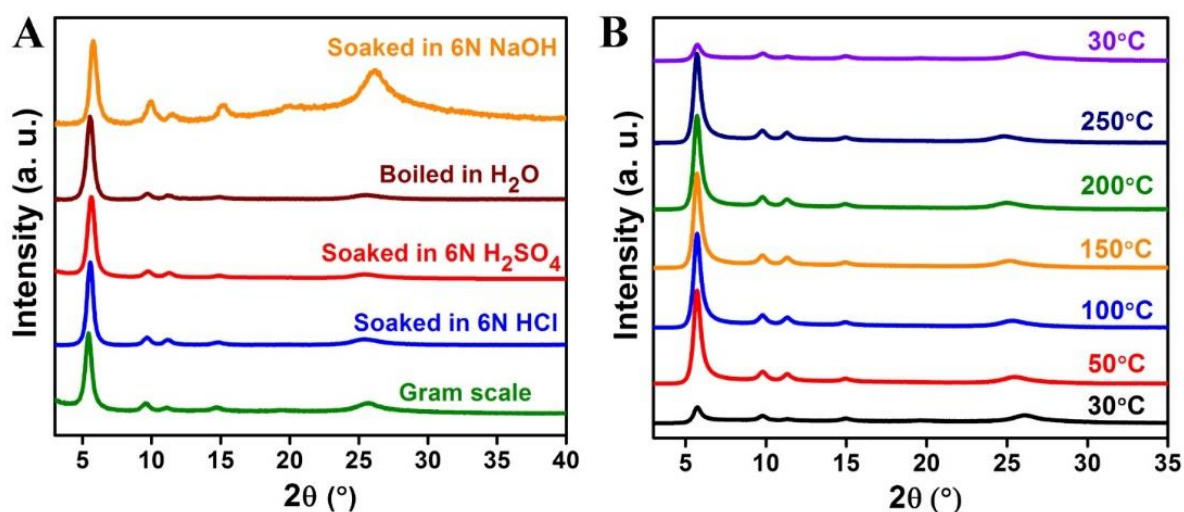 A
Intensity (a. u.)
Soaked in 6N NaOH
Boiled in H₂O
Soaked in 6N H₂SO₄
Soaked in 6N HCl
Gram scale
5 10 15 20 25 30 35 40
2θ (°)
B
Intensity (a. u.)
30°C
250°C
200°C
150°C
100°C
50°C
30°C
5 10 15 20 25 30 35
2θ (°)